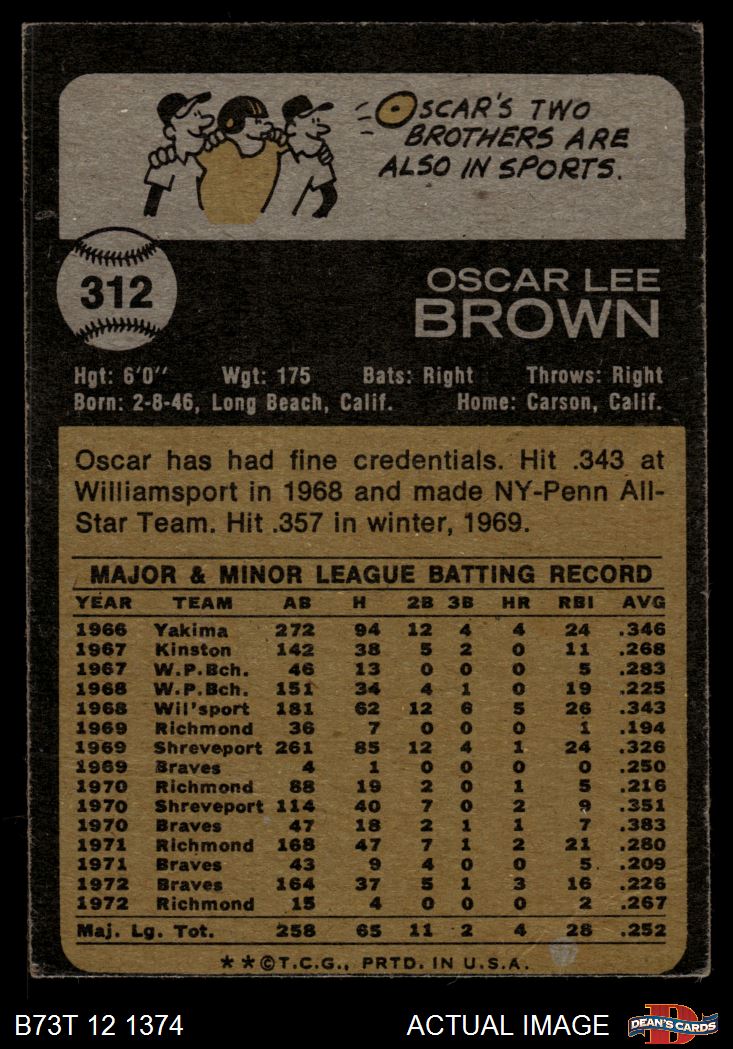 OSCAR'S TWO
BROTHERS ARE
ALSO IN SPORTS.
312
OSCAR LEE
BROWN
Hgt: 6'0" Wgt: 175 Bats: Right Throws: Right
Born: 2-8-46, Long Beach, Calif. Home: Carson, Calif.
Oscar has had fine credentials. Hit .343 at
Williamsport in 1968 and made NY-Penn All-
Star Team. Hit .357 in winter, 1969.
MAJOR & MINOR LEAGUE BATTING RECORD
YEAR TEAM AB H 2B 3B HR RBI AVG
1966 Yakima 272 94 12 4 4 24 .346
1967 Kinston 142 38 5 2 0 11 .268
1967 W.P.Bch. 46 13 0 0 0 5 .283
1968 W.P.Bch. 151 34 4 1 0 19 .225
1968 Wil'sport 181 62 12 6 5 26 .343
1969 Richmond 36 7 0 0 0 1 .194
1969 Shreveport 261 85 12 4 1 24 .326
1969 Braves 4 1 0 0 0 0 .250
1970 Richmond 88 19 2 0 1 5 .216
1970 Shreveport 114 40 7 0 2 9 .351
1970 Braves 47 18 2 1 1 7 .383
1971 Richmond 168 47 7 1 2 21 .280
1971 Braves 43 9 4 0 0 5 .209
1972 Braves 164 37 5 1 3 16 .226
1972 Richmond 15 4 0 0 0 2 .267
Maj. Lg. Tot. 258 65 11 2 4 28 .252
**©T.C.G., PRTD. IN U.S.A.
B73T 12 1374 ACTUAL IMAGE D DEAN'S CARDS